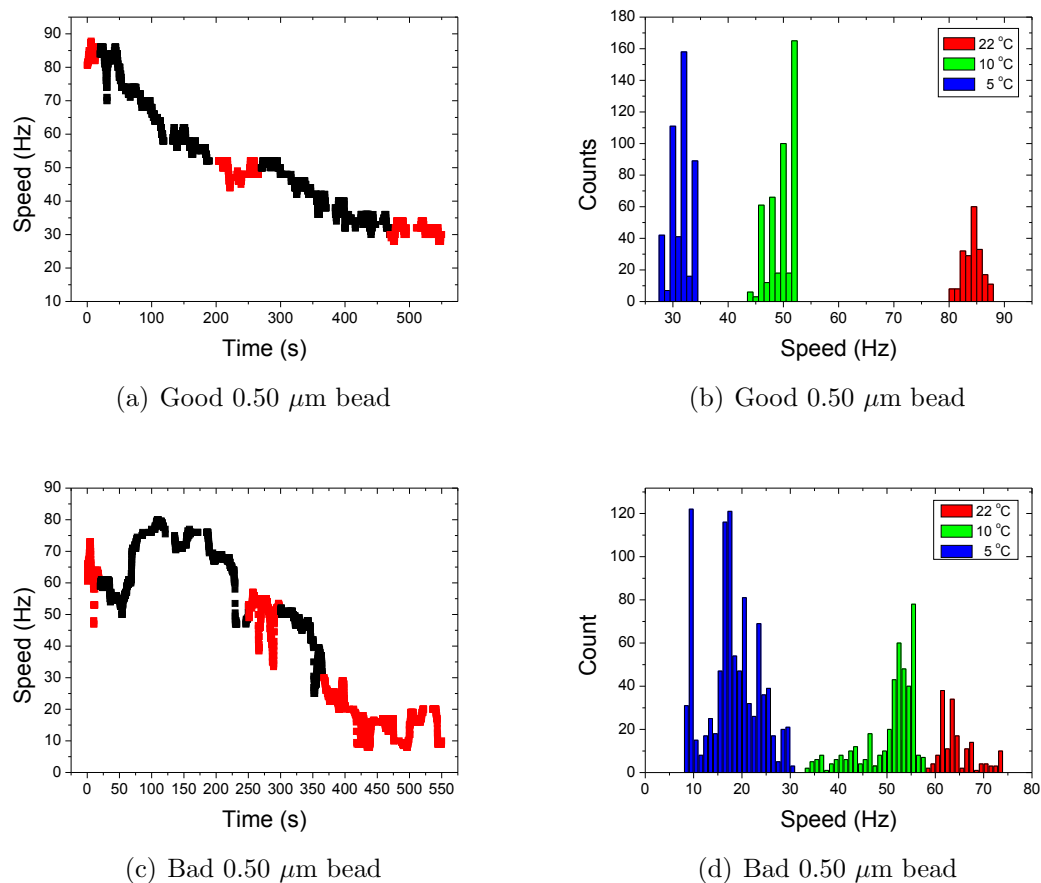 90
80
70
60
50
40
30
20
10
Speed (Hz)
0 100 200 300 400 500
Time (s)
(a) Good 0.50 μm bead
180
160
140
120
100
80
60
40
20
0
Counts
22 °C
10 °C
5 °C
30 40 50 60 70 80 90
Speed (Hz)
(b) Good 0.50 μm bead
90
80
70
60
50
40
30
20
10
0
Speed (Hz)
0 50 100 150 200 250 300 350 400 450 500 550
Time (s)
(c) Bad 0.50 μm bead
120
100
80
60
40
20
0
Count
22 °C
10 °C
5 °C
0 10 20 30 40 50 60 70 80
Speed (Hz)
(d) Bad 0.50 μm bead